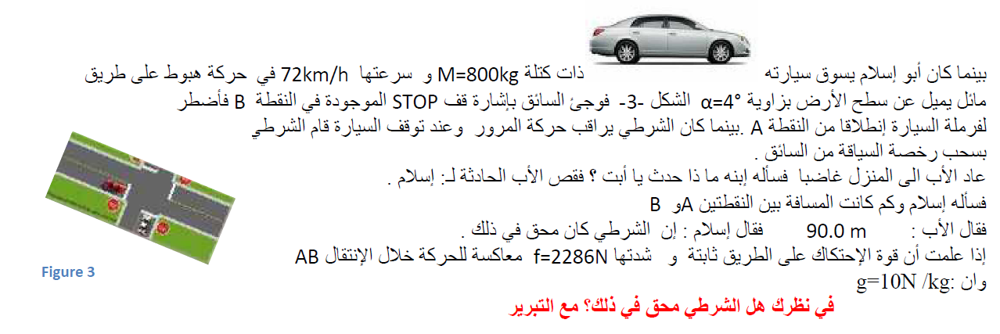 بينما كان أبو إسلام يسوق سيارته ذات كتلة M=800kg و سرعتها 72km/h في حركة هبوط على طريق
مائل يميل عن سطح الأرض بزاوية α=4° الشكل -3- فوجئ السائق بإشارة قف STOP الموجودة في النقطة B فأضطر
لفرملة السيارة إنطلاقا من النقطة A .بينما كان الشرطي يراقب حركة المرور وعند توقف السيارة قام الشرطي
بسحب رخصة السياقة من السائق .
عاد الأب الى المنزل غاضبا فسأله إبنه ما ذا حدث يا أبت ؟ فقص الأب الحادثة لـ: إسلام .
فسأله إسلام وكم كانت المسافة بين النقطتين Aو B
فقال الأب : 90.0 m فقال إسلام : إن الشرطي كان محق في ذلك .
إذا علمت أن قوة الإحتكاك على الطريق ثابتة و شدتها f=2286N معاكسة للحركة خلال الإنتقال AB
وان :g=10N /kg
في نظرك هل الشرطي محق في ذلك؟ مع التبرير
Figure 3